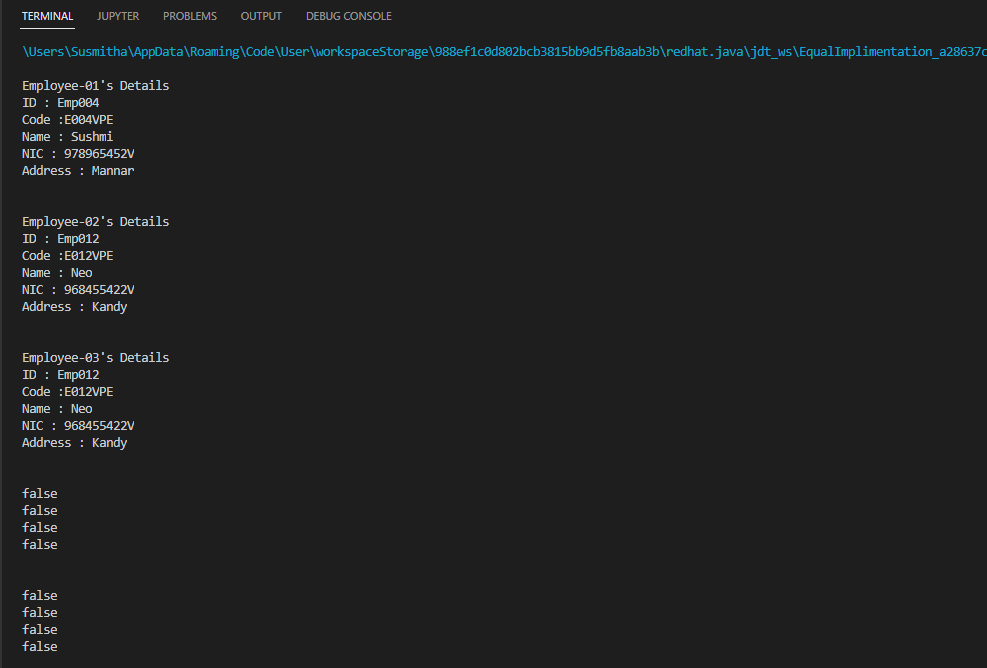 TERMINAL JUPYTER PROBLEMS OUTPUT DEBUG CONSOLE
\Users\Susmitha\AppData\Roaming\Code\User\workspaceStorage\988ef1c0d802bcb3815bb9d5fb8aab3b\redhat.java\jdt_ws\EqualImplimentation_a28637c
Employee-01's Details
ID : Emp004
Code :E004VPE
Name : Sushmi
NIC : 978965452V
Address : Mannar
Employee-02's Details
ID : Emp012
Code :E012VPE
Name : Neo
NIC : 968455422V
Address : Kandy
Employee-03's Details
ID : Emp012
Code :E012VPE
Name : Neo
NIC : 968455422V
Address : Kandy
false
false
false
false
false
false
false
false